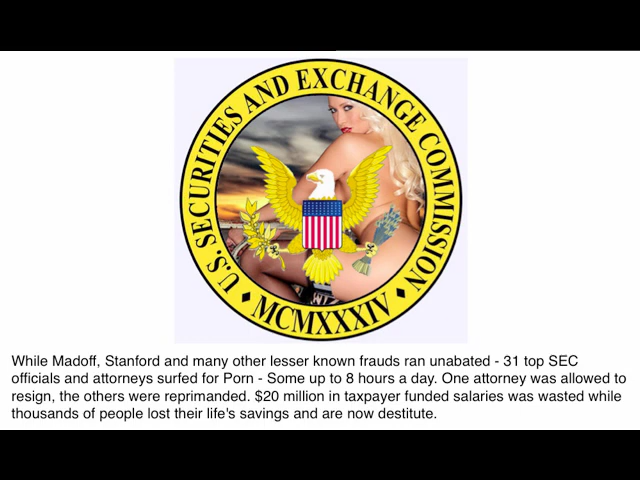 U.S. SECURITIES AND EXCHANGE COMMISSION
MCMXXXIV
While Madoff, Stanford and many other lesser known frauds ran unabated - 31 top SEC
officials and attorneys surfed for Porn - Some up to 8 hours a day. One attorney was allowed to
resign, the others were reprimanded. $20 million in taxpayer funded salaries was wasted while
thousands of people lost their life's savings and are now destitute.